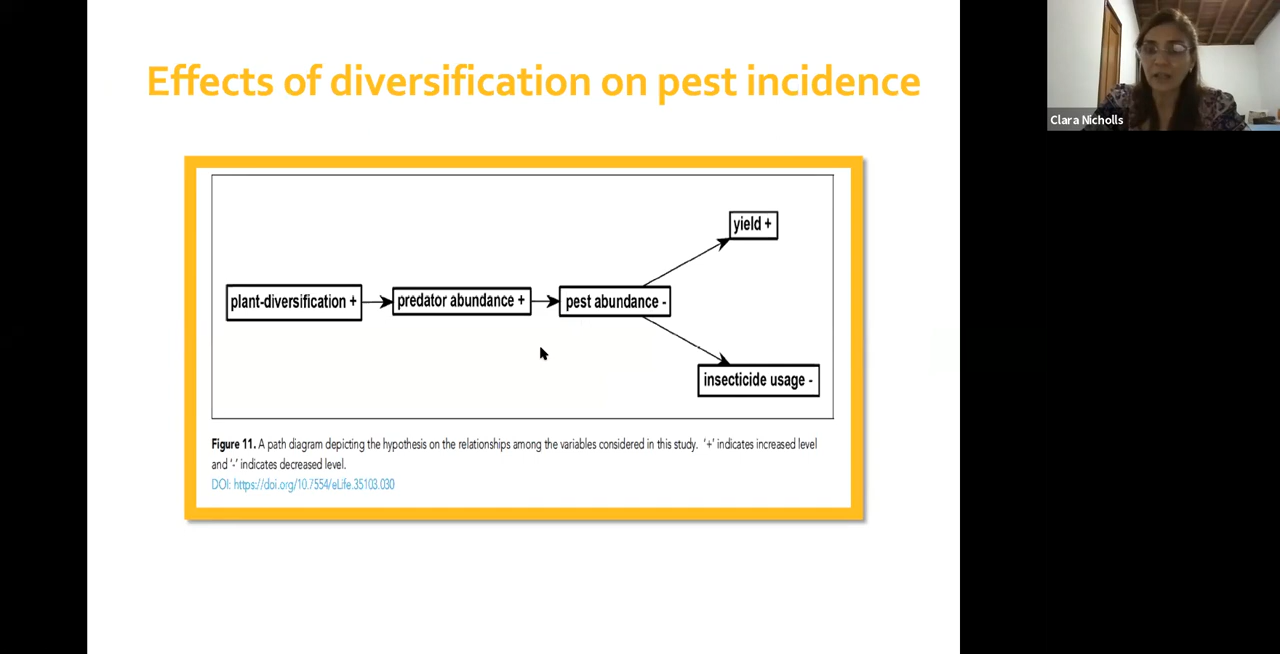 Effects of diversification on pest incidence
Clara Nicholls
yield +
plant-diversification +
predator abundance +
pest abundance -
insecticide usage -
Figure 11. A path diagram depicting the hypothesis on the relationships among the variables considered in this study. ‘+’ indicates increased level
and ‘-’ indicates decreased level.
DOI: https://doi.org/10.7554/eLife.35103.030